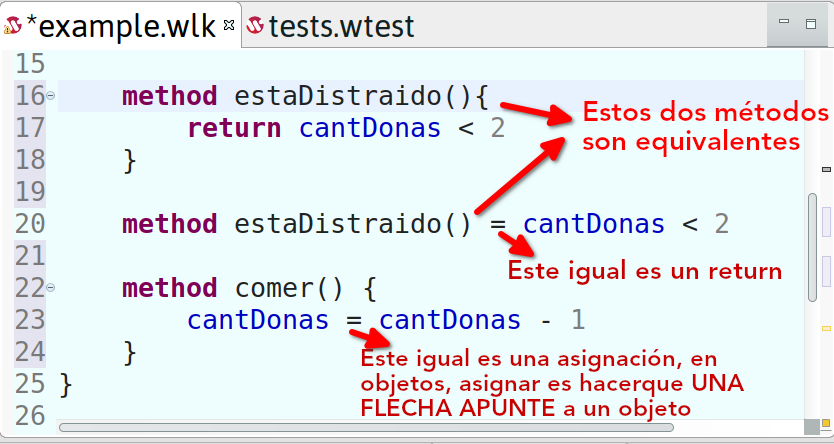 *example.wlk tests.wtest
15
16 method estaDistraido(){
17 return cantDonas < 2
18 }
19
20 method estaDistraido() = cantDonas < 2
21
22 method comer() {
23 cantDonas = cantDonas - 1
24 }
25 }
26
Estos dos métodos
son equivalentes
Este igual es un return
Este igual es una asignación, en
objetos, asignar es hacerque UNA
FLECHA APUNTE a un objeto